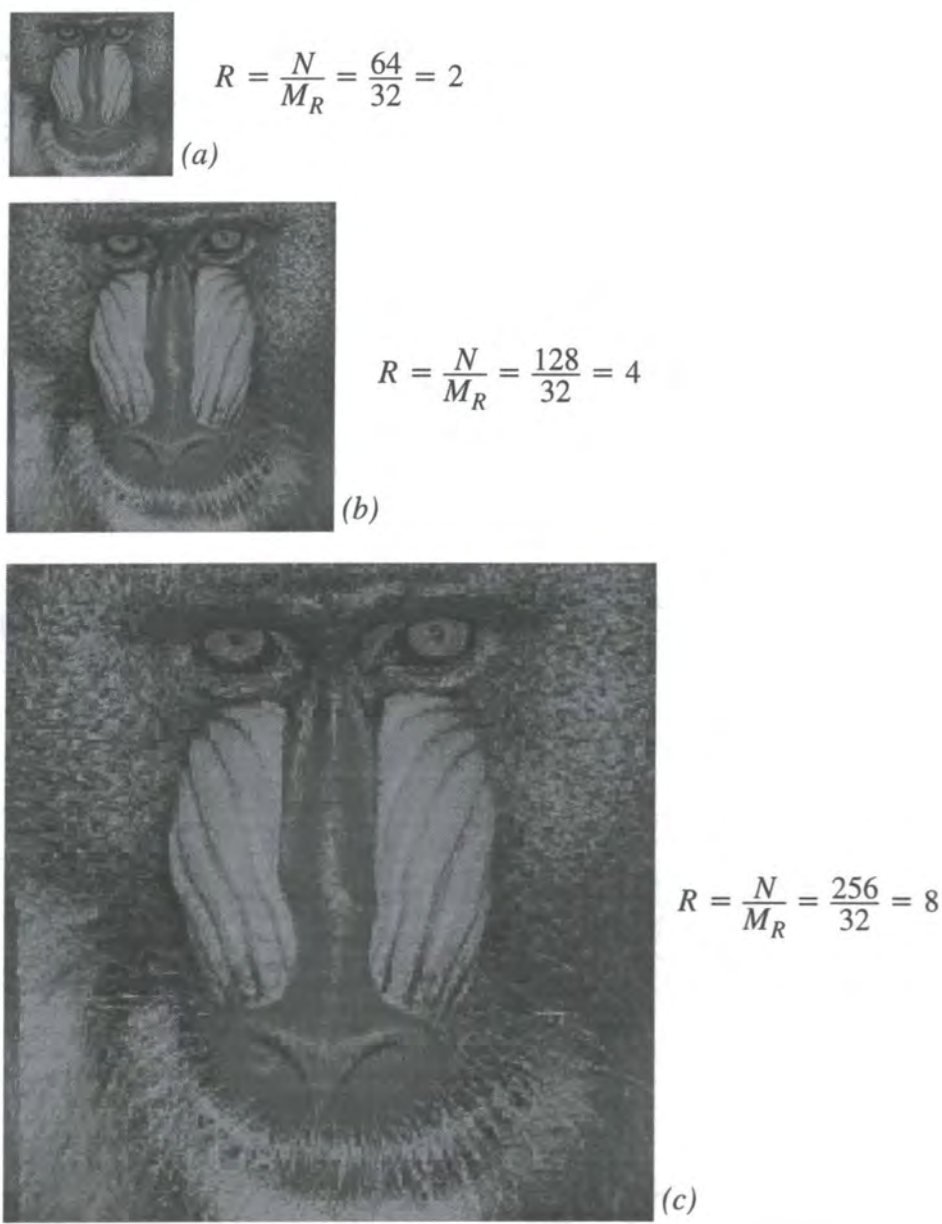 R = N/M_R = 64/32 = 2
(a)
R = N/M_R = 128/32 = 4
(b)
R = N/M_R = 256/32 = 8
(c)